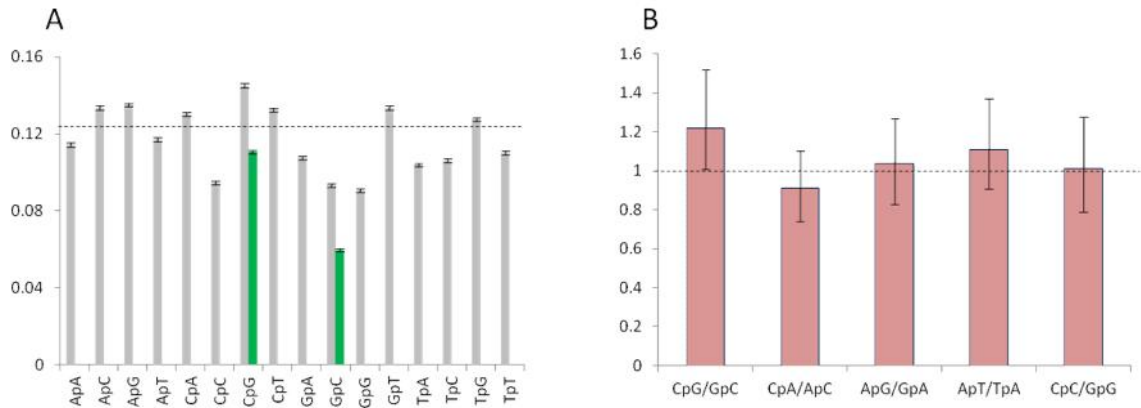 A
0.16
0.12
0.08
0.04
0
ApA
ApC
ApG
ApT
CpA
CpC
CpG
CpT
GpA
GpC
GpG
GpT
TpA
TpC
TpG
TpT
B
1.6
1.4
1.2
1
0.8
0.6
0.4
0.2
0
CpG/GpC
CpA/ApC
ApG/GpA
ApT/TpA
CpC/GpG